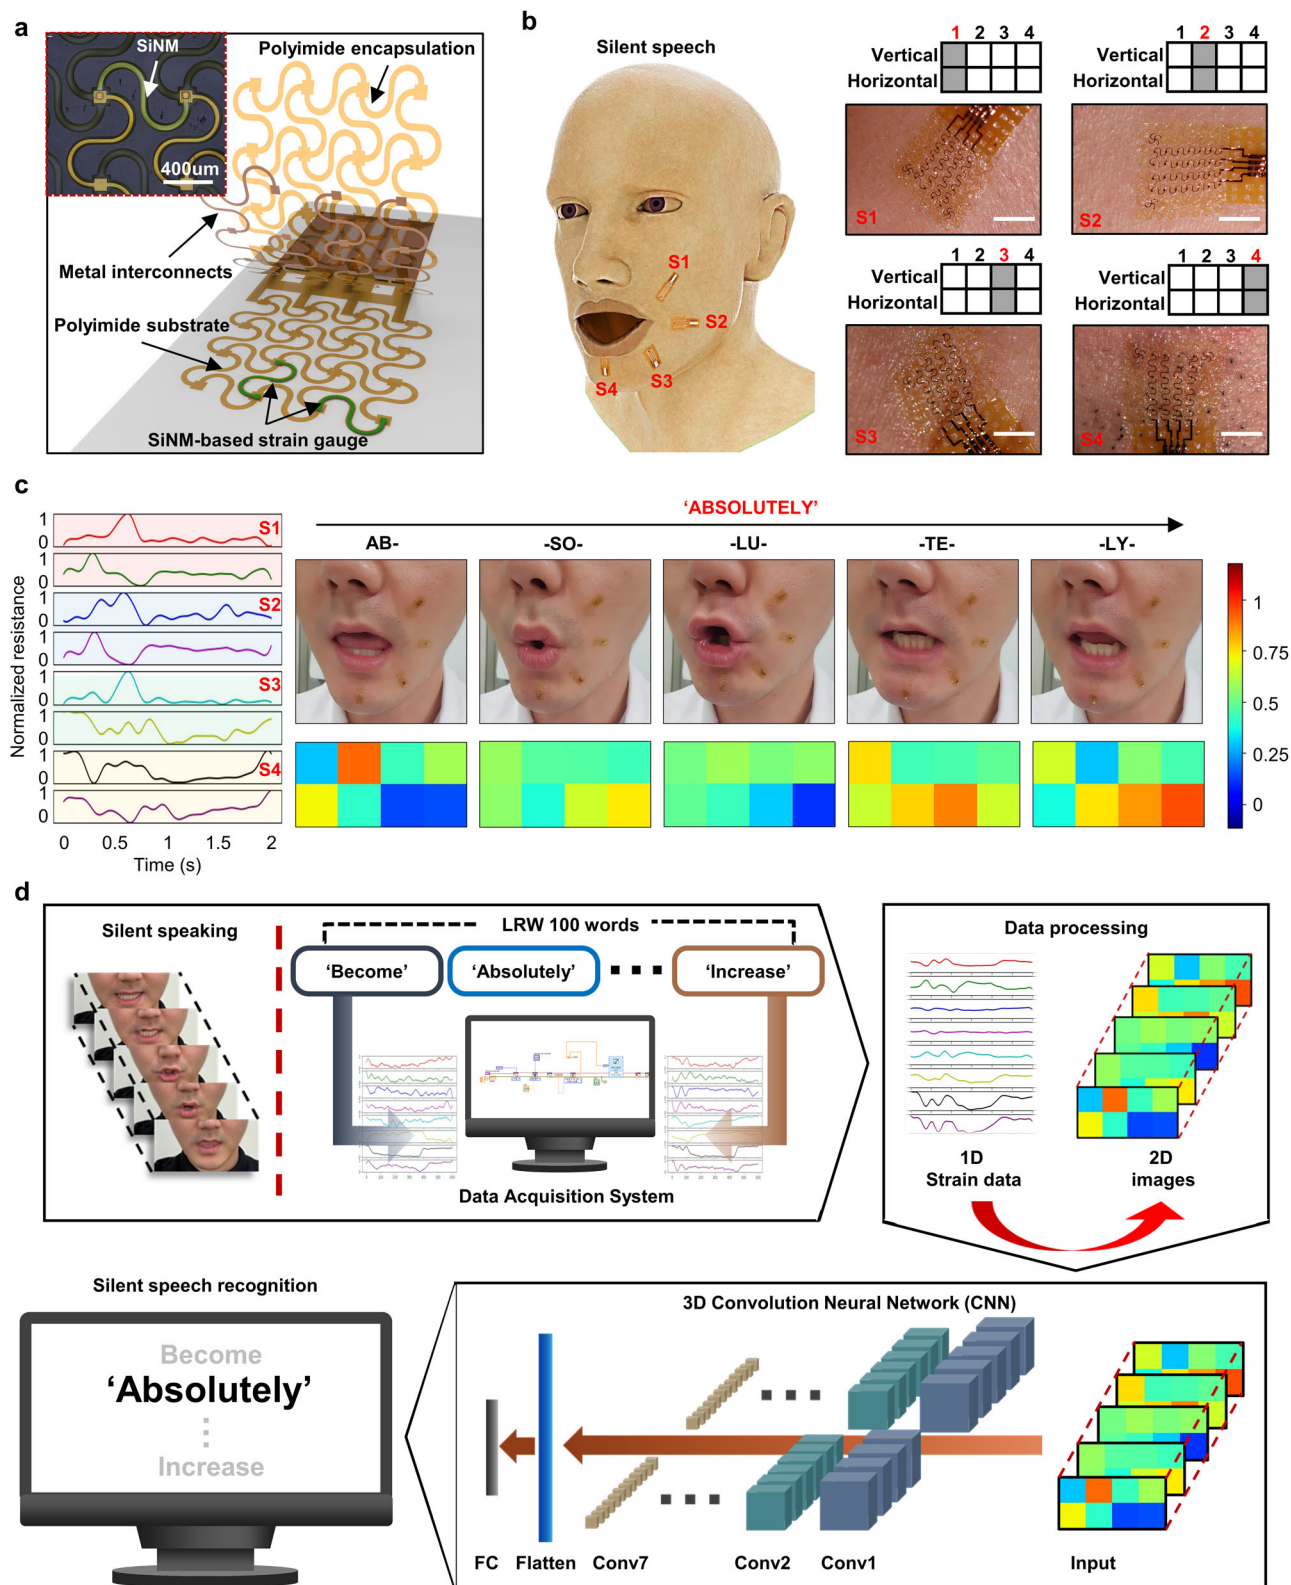 a
SiNM
400um
Polyimide encapsulation
Metal interconnects
Polyimide substrate
SiNM-based strain gauge
b
Silent speech
S1
S2
S3
S4
1 2 3 4
Vertical
Horizontal
S1
1 2 3 4
Vertical
Horizontal
S2
1 2 3 4
Vertical
Horizontal
S3
1 2 3 4
Vertical
Horizontal
S4
c
Normalized resistance
1
0
S1
1
0
1
0
S2
1
0
1
0
S3
1
0
1
0
S4
1
0
0 0.5 1 1.5 2
Time (s)
'ABSOLUTELY'
AB- -SO- -LU- -TE- -LY-
1
0.75
0.5
0.25
0
d
Silent speaking
LRW 100 words
'Become' 'Absolutely' 'Increase'
Data Acquisition System
Data processing
1D
Strain data
2D
images
Silent speech recognition
Become
'Absolutely'
Increase
3D Convolution Neural Network (CNN)
FC Flatten Conv7 Conv2 Conv1 Input